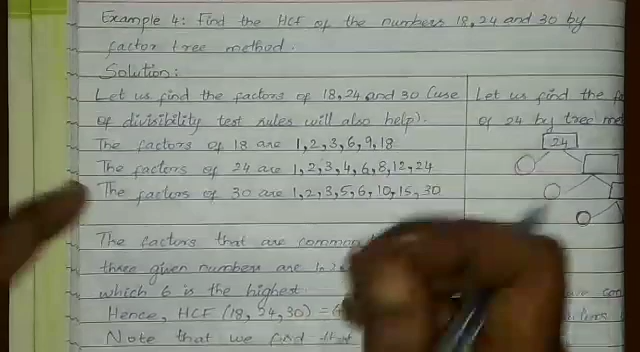 Example 4: Find the HCF of the numbers 18, 24 and 30 by
factor tree method.
Solution:
Let us find the factors of 18, 24 and 30 (use
of divisibility test rules will also help).
The factors of 18 are 1, 2, 3, 6, 9, 18
The factors of 24 are 1, 2, 3, 4, 6, 8, 12, 24
The factors of 30 are 1, 2, 3, 5, 6, 10, 15, 30
The factors that are common
three given numbers are 1, 2
which 6 is the highest.
Hence, HCF (18, 24, 30) =
Note that we find that
Let us find the
of 24 by tree
24